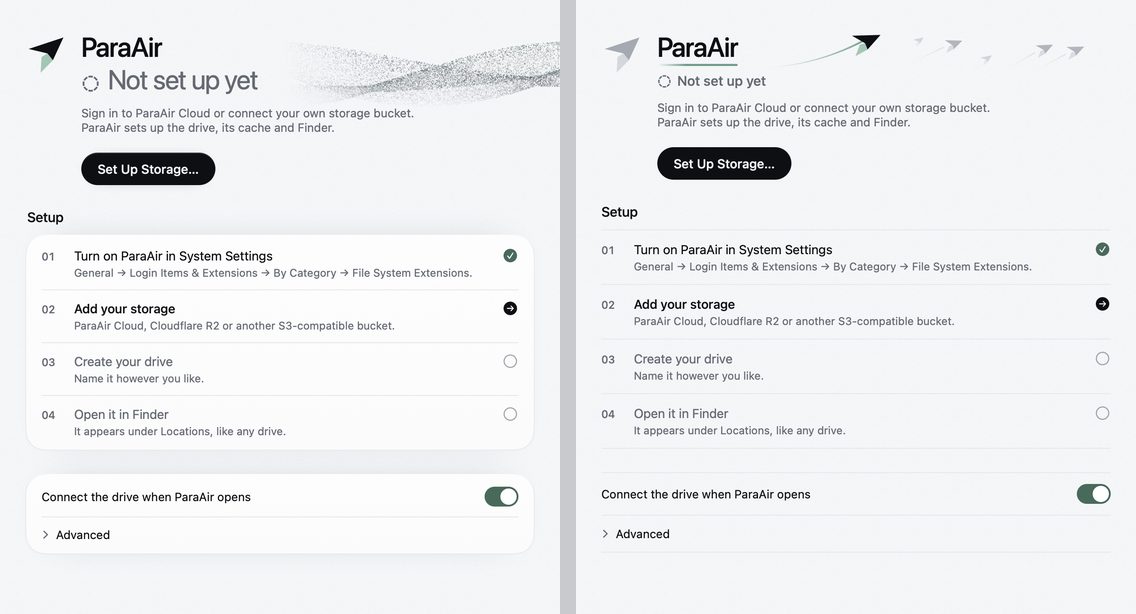 ParaAir
Not set up yet
Sign in to ParaAir Cloud or connect your own storage bucket.
ParaAir sets up the drive, its cache and Finder.
Set Up Storage...
Setup
01 Turn on ParaAir in System Settings
General → Login Items & Extensions → By Category → File System Extensions.
02 Add your storage
ParaAir Cloud, Cloudflare R2 or another S3-compatible bucket.
03 Create your drive
Name it however you like.
04 Open it in Finder
It appears under Locations, like any drive.
Connect the drive when ParaAir opens
Advanced
ParaAir
Not set up yet
Sign in to ParaAir Cloud or connect your own storage bucket.
ParaAir sets up the drive, its cache and Finder.
Set Up Storage...
Setup
01 Turn on ParaAir in System Settings
General → Login Items & Extensions → By Category → File System Extensions.
02 Add your storage
ParaAir Cloud, Cloudflare R2 or another S3-compatible bucket.
03 Create your drive
Name it however you like.
04 Open it in Finder
It appears under Locations, like any drive.
Connect the drive when ParaAir opens
Advanced